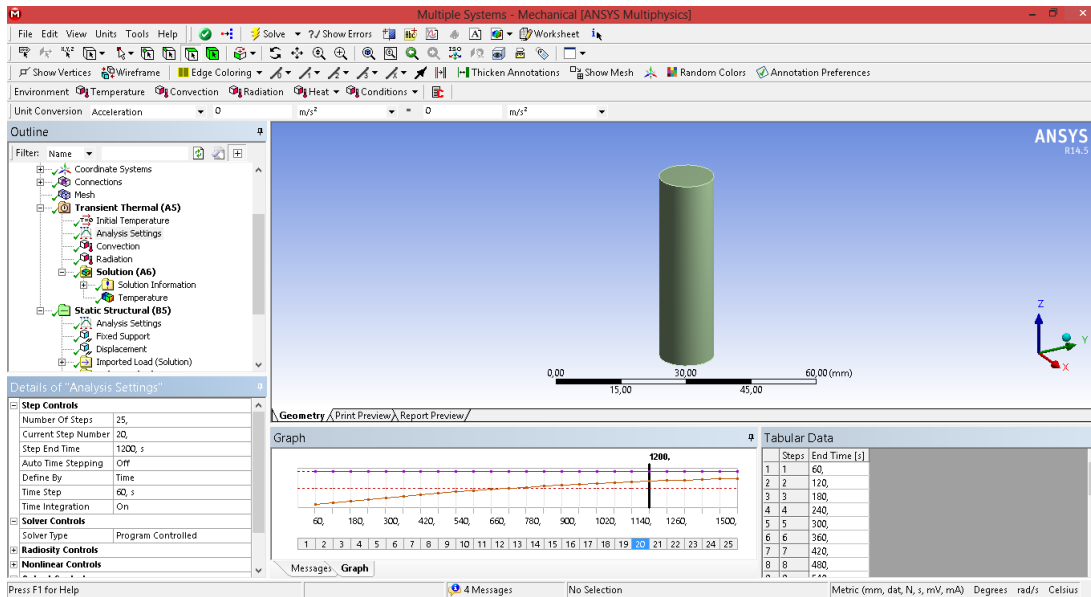 Multiple Systems - Mechanical [ANSYS Multiphysics]
File Edit View Units Tools Help Solve ?/ Show Errors A Worksheet
Show Vertices Wireframe Edge Coloring Thicken Annotations Show Mesh Random Colors Annotation Preferences
Environment Temperature Convection Radiation Heat Conditions
Unit Conversion Acceleration 0 m/s² = 0 m/s²
Outline
Filter: Name
Coordinate Systems
Connections
Mesh
Transient Thermal (A5)
Initial Temperature
Analysis Settings
Convection
Radiation
Solution (A6)
Solution Information
Temperature
Static Structural (B5)
Analysis Settings
Fixed Support
Displacement
Imported Load (Solution)
ANSYS
R14.5
Z
Y
X
0,00 30,00 60,00 (mm)
15,00 45,00
Geometry Print Preview Report Preview
Details of "Analysis Settings"
Step Controls
Number Of Steps 25,
Current Step Number 20,
Step End Time 1200, s
Auto Time Stepping Off
Define By Time
Time Step 60, s
Time Integration On
Solver Controls
Solver Type Program Controlled
Radiosity Controls
Nonlinear Controls
Graph
1200,
60, 180, 300, 420, 540, 660, 780, 900, 1020, 1140, 1260, 1500,
1 2 3 4 5 6 7 8 9 10 11 12 13 14 15 16 17 18 19 20 21 22 23 24 25
Messages Graph
Tabular Data
Steps End Time [s]
1 1 60,
2 2 120,
3 3 180,
4 4 240,
5 5 300,
6 6 360,
7 7 420,
8 8 480,
Press F1 for Help 4 Messages No Selection Metric (mm, dat, N, s, mV, mA) Degrees rad/s Celsius